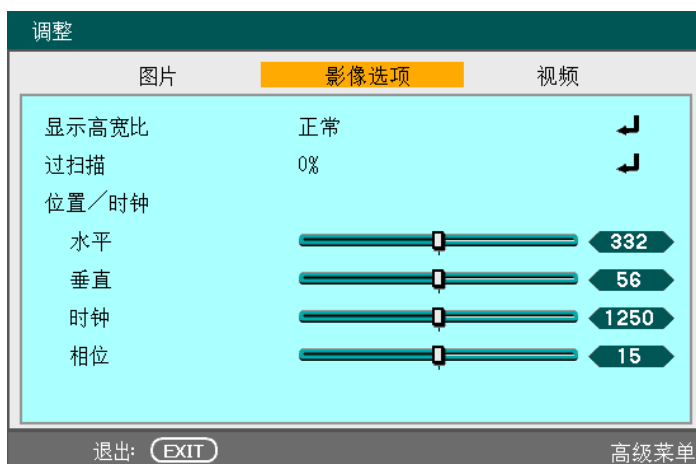 调整
图片 影像选项 视频
显示高宽比 正常
过扫描 0%
位置／时钟
水平 332
垂直 56
时钟 1250
相位 15
退出: EXIT 高级菜单